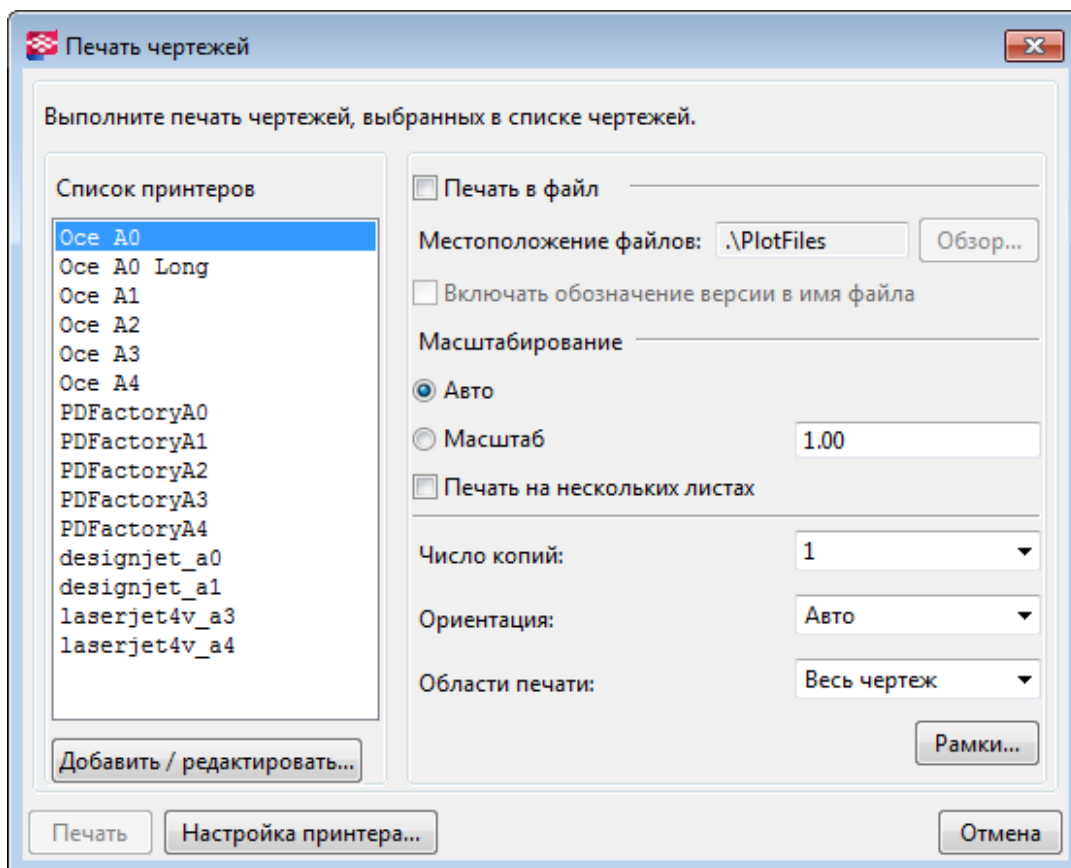 Печать чертежей
Выполните печать чертежей, выбранных в списке чертежей.
Список принтеров
Oce A0
Oce A0 Long
Oce A1
Oce A2
Oce A3
Oce A4
PDFactoryA0
PDFactoryA1
PDFactoryA2
PDFactoryA3
PDFactoryA4
designjet_a0
designjet_a1
laserjet4v_a3
laserjet4v_a4
Добавить / редактировать...
Печать в файл
Местоположение файлов: .\PlotFiles Обзор...
Включать обозначение версии в имя файла
Масштабирование
Авто
Масштаб 1.00
Печать на нескольких листах
Число копий: 1
Ориентация: Авто
Области печати: Весь чертеж
Рамки...
Печать Настройка принтера... Отмена